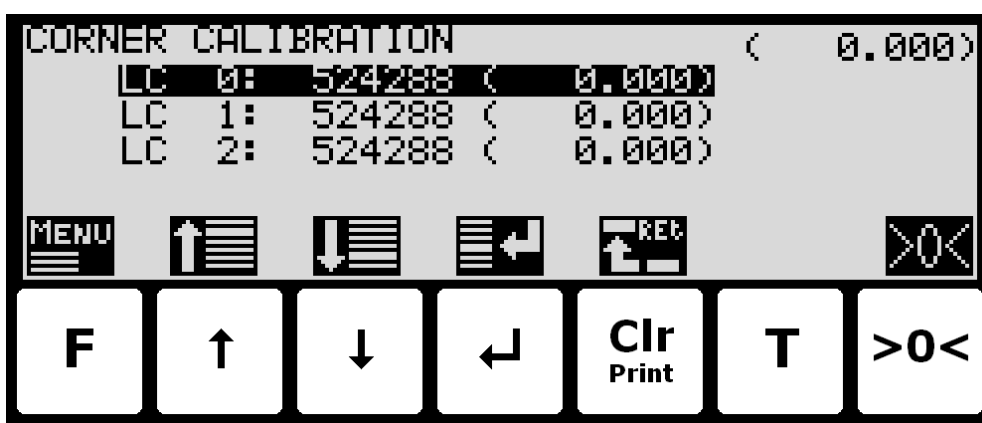 CORNER CALIBRATION ( 0.000)
LC 0: 524288 ( 0.000)
LC 1: 524288 ( 0.000)
LC 2: 524288 ( 0.000)
MENU REt >0<
F ↑ ↓ ↵ Clr T >0<
Print